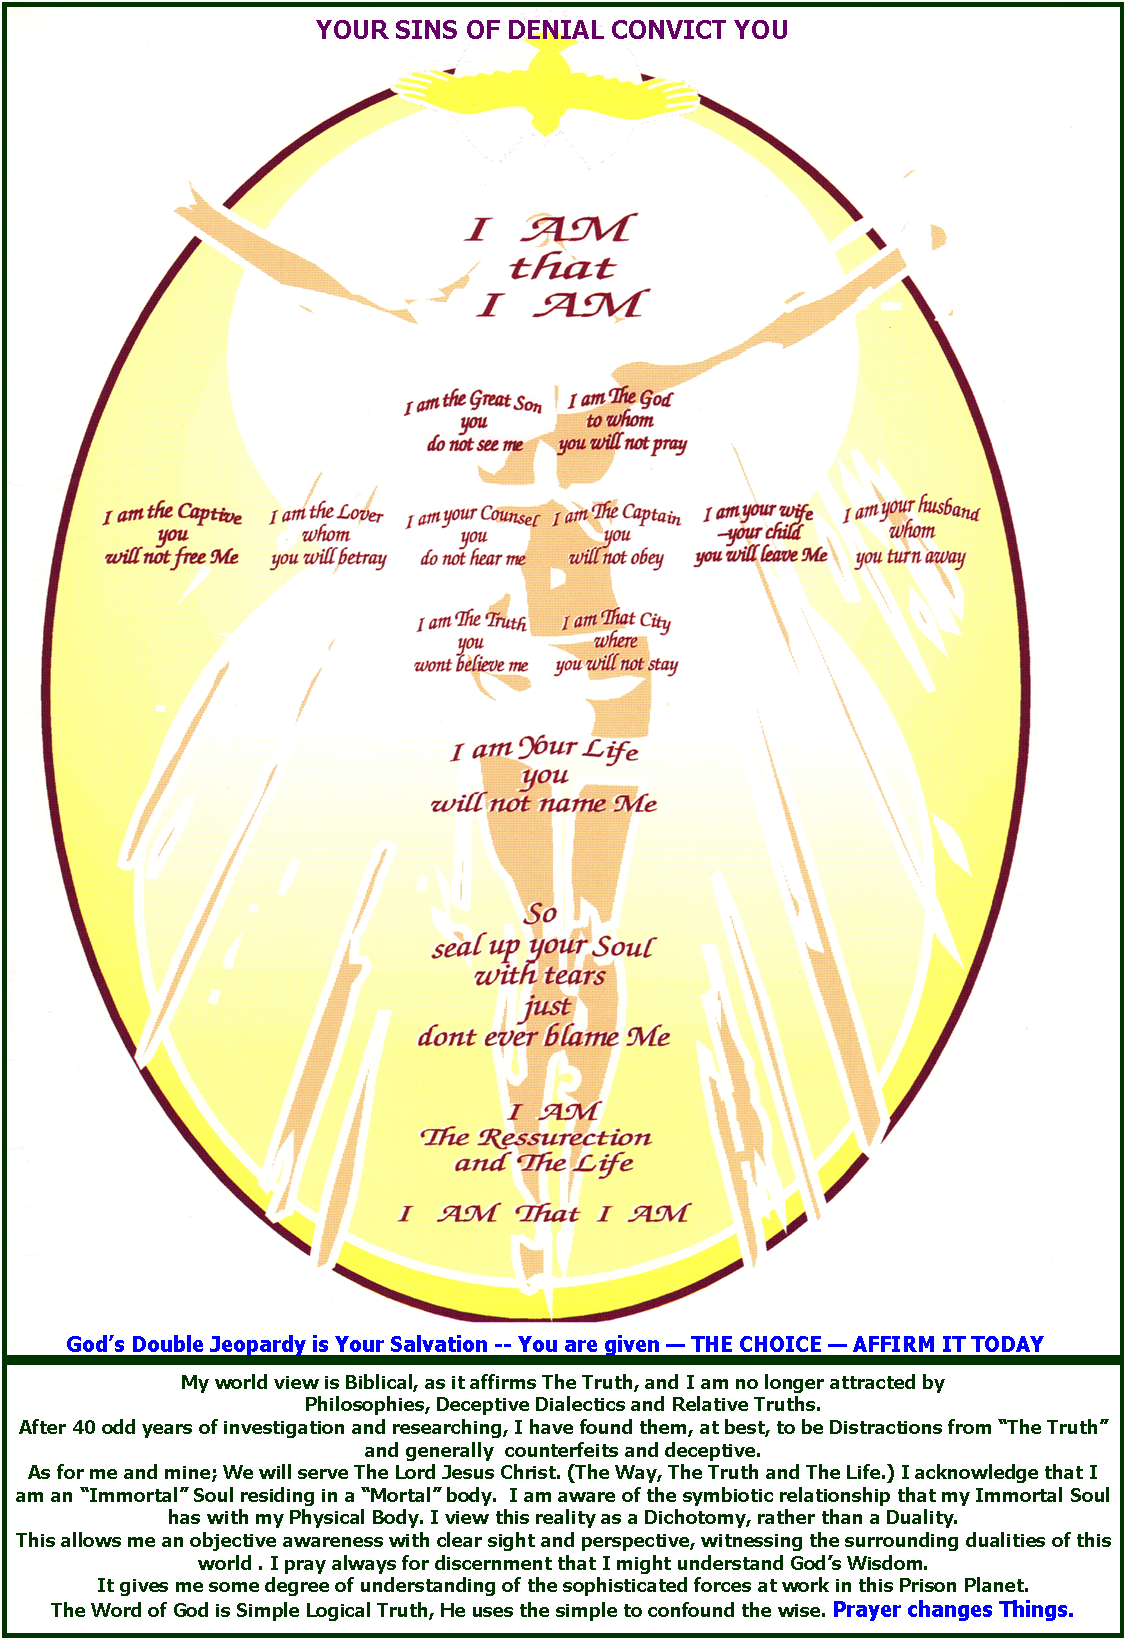 YOUR SINS OF DENIAL CONVICT YOU
I AM
that
I AM
I am the Great Son
you
do not see me
I am The God
to whom
you will not pray
I am the Captive
you
will not free Me
I am the Lover
whom
you will betray
I am your Counsel
you
do not hear me
I am The Captain
you
will not obey
I am your wife
–your child
you will leave Me
I am your husband
whom
you turn away
I am The Truth
you
wont believe me
I am That City
where
you will not stay
I am Your Life
you
will not name Me
So
seal up your Soul
with tears
just
dont ever blame Me
I AM
The Ressurection
and The Life
I AM That I AM
God’s Double Jeopardy is Your Salvation -- You are given — THE CHOICE — AFFIRM IT TODAY
My world view is Biblical, as it affirms The Truth, and I am no longer attracted by
Philosophies, Deceptive Dialectics and Relative Truths.
After 40 odd years of investigation and researching, I have found them, at best, to be Distractions from “The Truth”
and generally counterfeits and deceptive.
As for me and mine; We will serve The Lord Jesus Christ. (The Way, The Truth and The Life.) I acknowledge that I
am an “Immortal” Soul residing in a “Mortal” body. I am aware of the symbiotic relationship that my Immortal Soul
has with my Physical Body. I view this reality as a Dichotomy, rather than a Duality.
This allows me an objective awareness with clear sight and perspective, witnessing the surrounding dualities of this
world . I pray always for discernment that I might understand God’s Wisdom.
It gives me some degree of understanding of the sophisticated forces at work in this Prison Planet.
The Word of God is Simple Logical Truth, He uses the simple to confound the wise. Prayer changes Things.